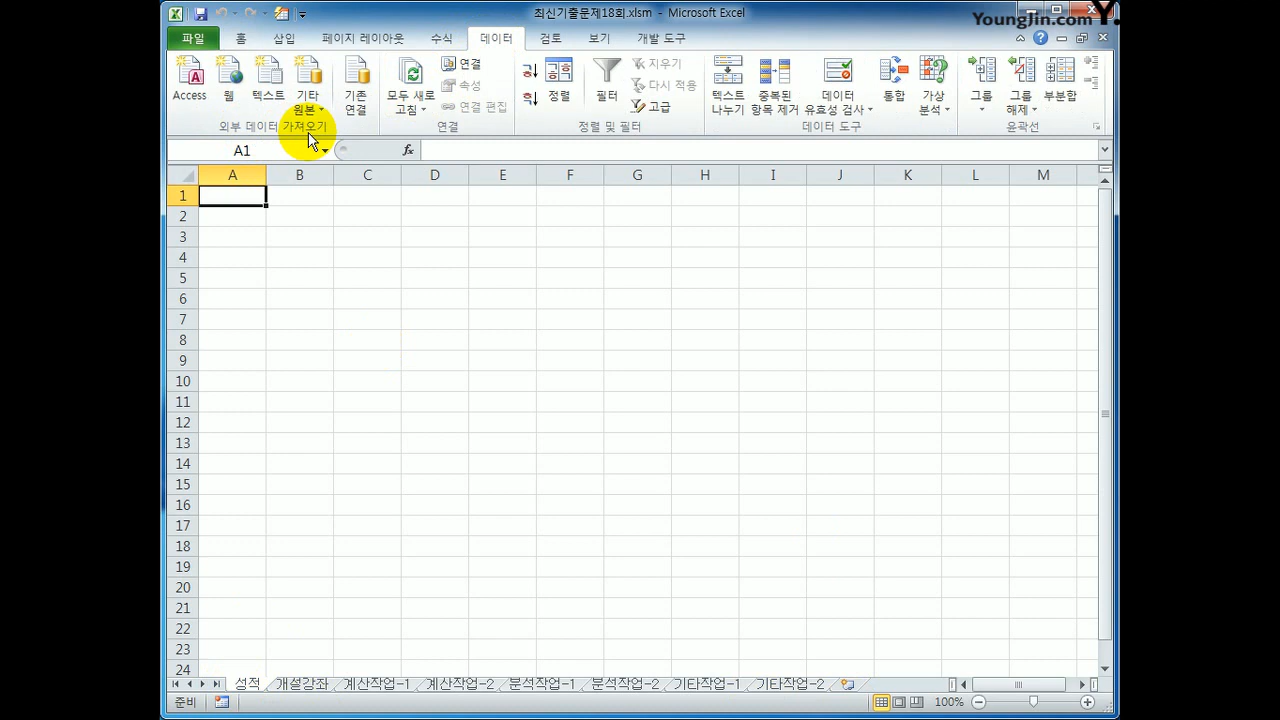 최신기출문제18회.xlsm - Microsoft Excel
YoungJin.com Y.
파일 홈 삽입 페이지 레이아웃 수식 데이터 검토 보기 개발 도구
Access 웹 텍스트 기타 원본 기존 연결 모두 새로 고침 연결 속성 연결 편집 정렬 필터 지우기 다시 적용 고급 텍스트 나누기 중복된 항목 제거 데이터 유효성 검사 통합 가상 분석 그룹 그룹 해제 부분합
외부 데이터 가져오기 연결 정렬 및 필터 데이터 도구 윤곽선
A1 fx
A B C D E F G H I J K L M
1
2
3
4
5
6
7
8
9
10
11
12
13
14
15
16
17
18
19
20
21
22
23
24
성적 개설강좌 계산작업-1 계산작업-2 분석작업-1 분석작업-2 기타작업-1 기타작업-2
준비 100%